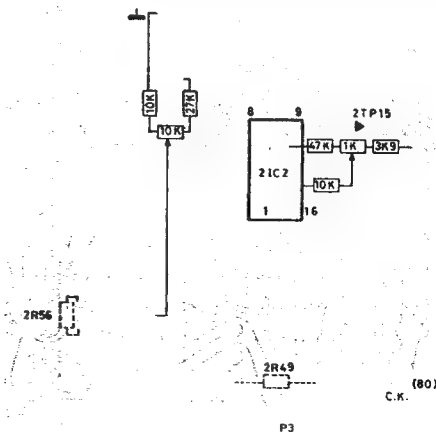 10K
27K
10K
8 9
2TP15
47K 1K 3K9
2IC2
10K
1 16
2R56
2R49
(80)
C.K.
P3